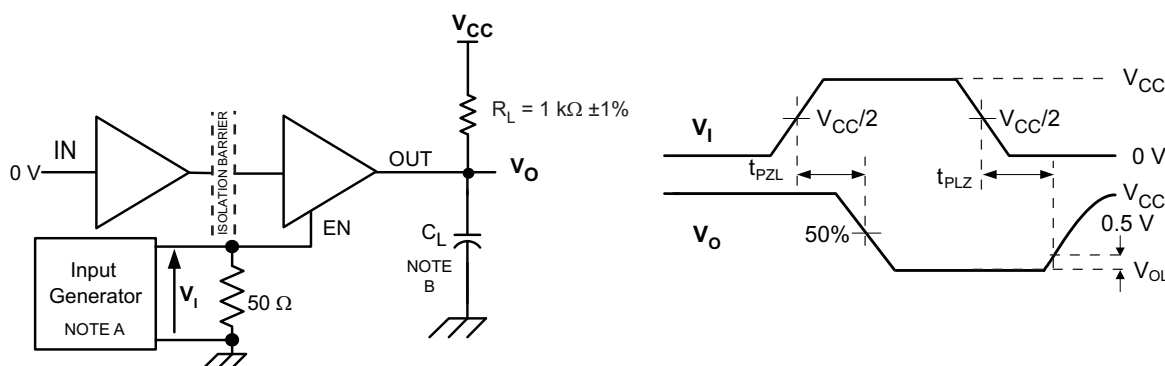 V_CC
R_L = 1 kΩ ±1%
IN
0 V
ISOLATION BARRIER
OUT
V_O
EN
C_L
NOTE
B
Input
Generator
NOTE A
V_I
50 Ω
V_CC
V_CC/2
V_CC/2
V_I
0 V
t_PZL
t_PLZ
V_CC
0.5 V
V_O
50%
V_OL